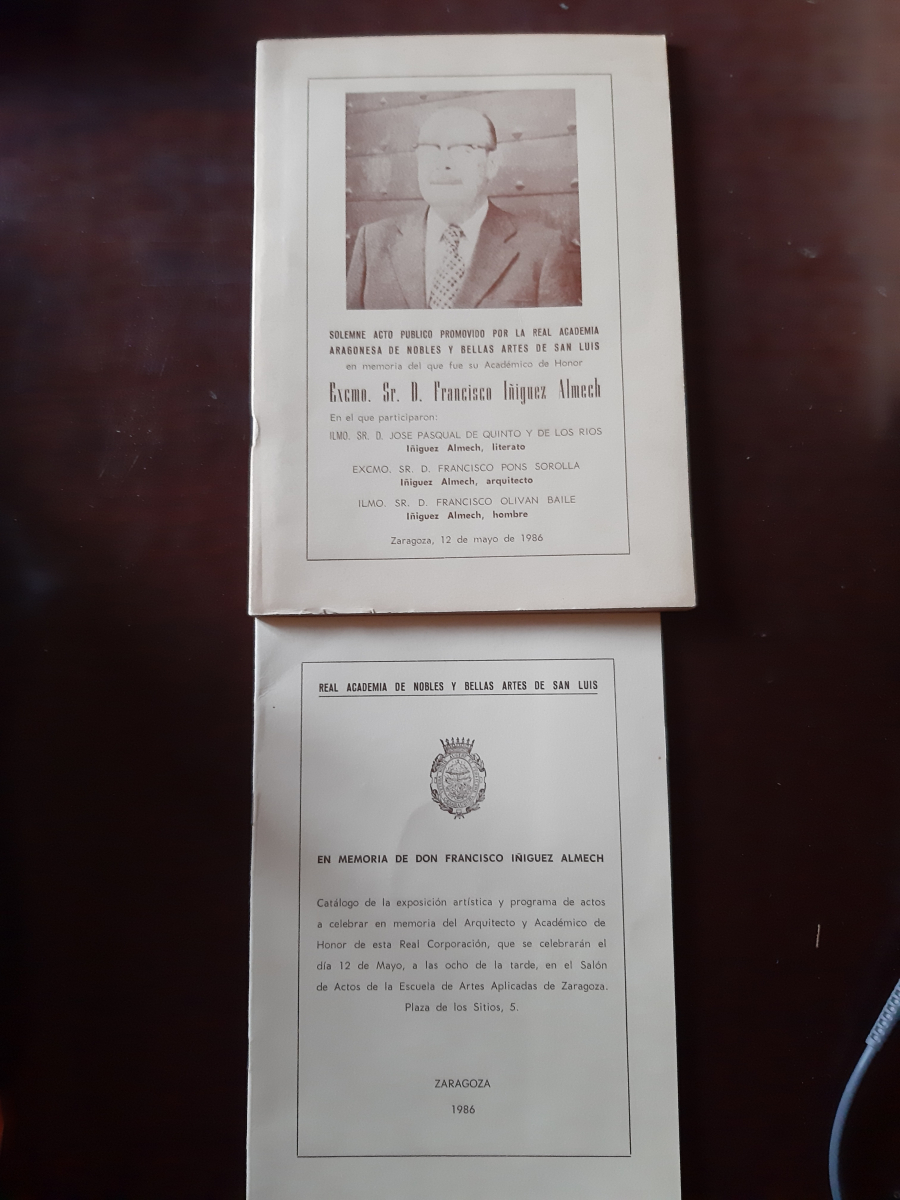 SOLEMNE ACTO PUBLICO PROMOVIDO POR LA REAL ACADEMIA
ARAGONESA DE NOBLES Y BELLAS ARTES DE SAN LUIS
en memoria del que fue su Académico de Honor
Excmo. Sr. D. Francisco Iñiguez Almech
En el que participaron:
ILMO. SR. D. JOSE PASQUAL DE QUINTO Y DE LOS RIOS
Iñiguez Almech, literato
EXCMO. SR. D. FRANCISCO PONS SOROLLA
Iñiguez Almech, arquitecto
ILMO. SR. D. FRANCISCO OLIVAN BAILE
Iñiguez Almech, hombre
Zaragoza, 12 de mayo de 1986
REAL ACADEMIA DE NOBLES Y BELLAS ARTES DE SAN LUIS
EN MEMORIA DE DON FRANCISCO IÑIGUEZ ALMECH
Catálogo de la exposición artística y programa de actos
a celebrar en memoria del Arquitecto y Académico de
Honor de esta Real Corporación, que se celebrarán el
día 12 de Mayo, a las ocho de la tarde, en el Salón
de Actos de la Escuela de Artes Aplicadas de Zaragoza.
Plaza de los Sitios, 5.
ZARAGOZA
1986